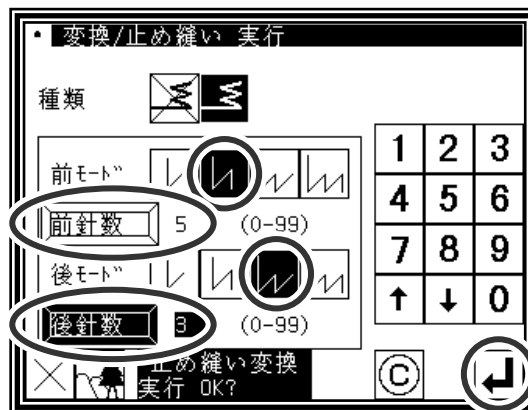 • 変換/止め縫い 実行
種類
前モード
前針数 5 (0-99)
後モード
後針数 3 (0-99)
止め縫い変換
実行 OK?
1 2 3
4 5 6
7 8 9
↑ ↓ 0
Ⓒ ↵